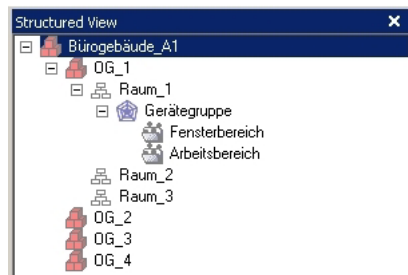 Structured View
Bürogebäude_A1
OG_1
Raum_1
Gerätegruppe
Fensterbereich
Arbeitsbereich
Raum_2
Raum_3
OG_2
OG_3
OG_4